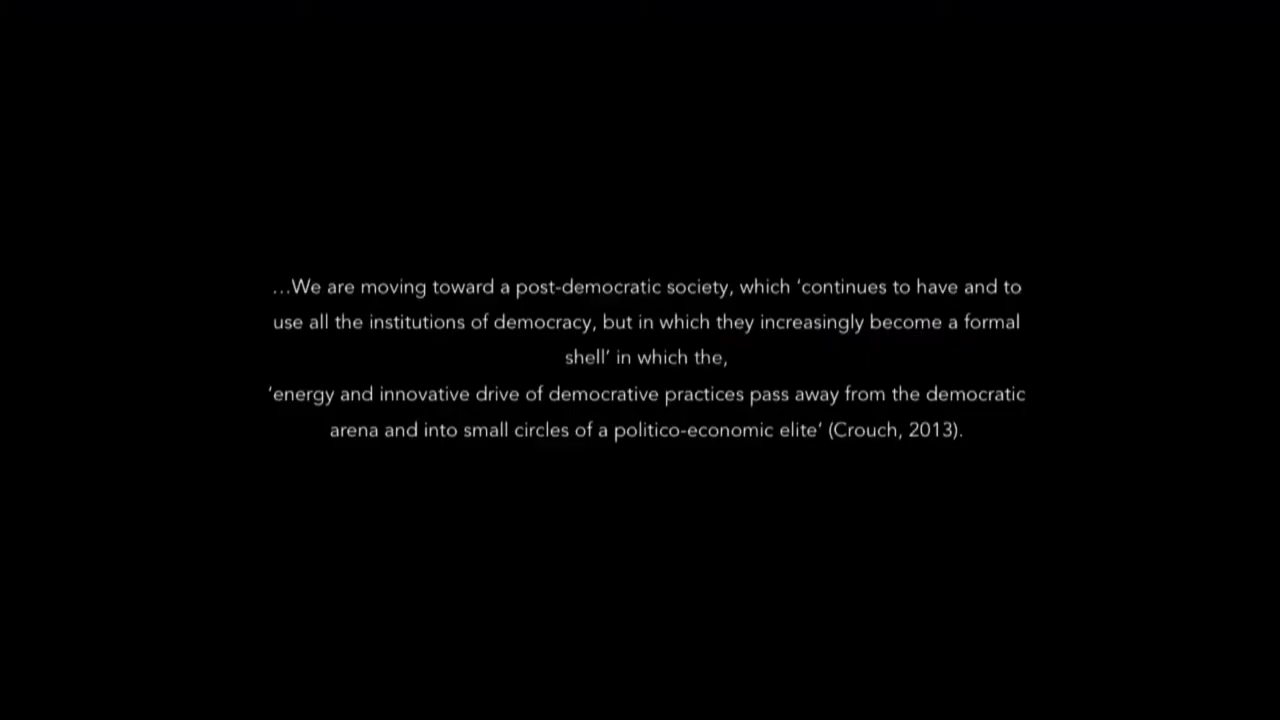 …We are moving toward a post-democratic society, which ‘continues to have and to
use all the institutions of democracy, but in which they increasingly become a formal
shell’ in which the,
‘energy and innovative drive of democrative practices pass away from the democratic
arena and into small circles of a politico-economic elite’ (Crouch, 2013).